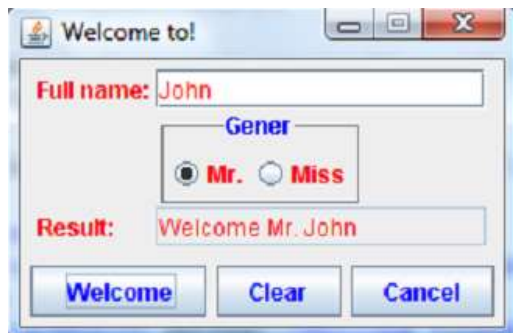 Welcome to!
Full name: John
Gener
Mr. Miss
Result: Welcome Mr. John
Welcome Clear Cancel